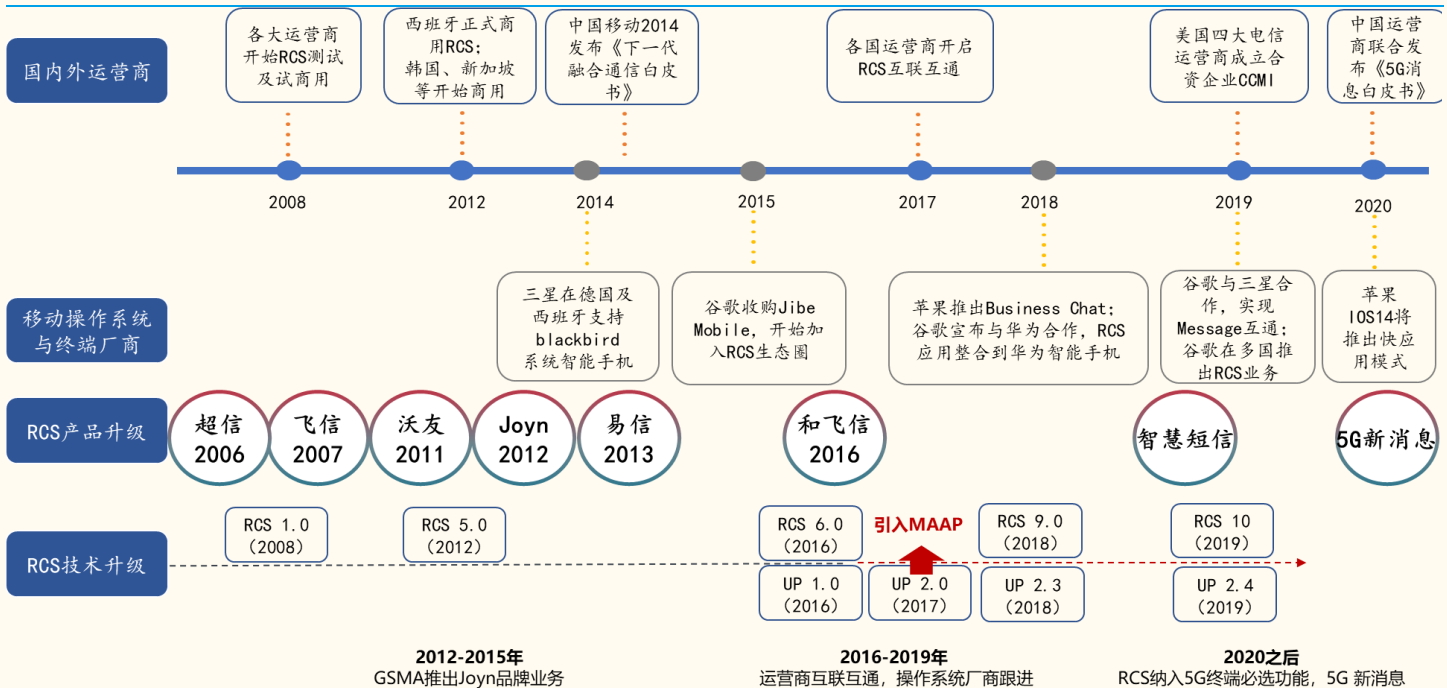 国内外运营商
各大运营商
开始RCS测试
及试商用
西班牙正式商
用RCS;
韩国、新加坡
等开始商用
中国移动2014
发布《下一代
融合通信白皮
书》
各国运营商开启
RCS互联互通
美国四大电信
运营商成立合
资企业CCMI
中国运营
商联合发
布《5G消
息白皮书》
2008
2012
2014
2015
2017
2018
2019
2020
移动操作系统
与终端厂商
三星在德国及
西班牙支持
blackbird
系统智能手机
谷歌收购Jibe
Mobile, 开始加
入RCS生态圈
苹果推出Business Chat;
谷歌宣布与华为合作, RCS
应用整合到华为智能手机
谷歌与三星合
作, 实现
Message互通;
谷歌在多国推
出RCS业务
苹果
IOS14将
推出快应
用模式
RCS产品升级
超信
2006
飞信
2007
沃友
2011
Joyn
2012
易信
2013
和飞信
2016
智慧短信
5G新消息
RCS技术升级
RCS 1.0
(2008)
RCS 5.0
(2012)
RCS 6.0
(2016)
引入MAAP
RCS 9.0
(2018)
RCS 10
(2019)
UP 1.0
(2016)
UP 2.0
(2017)
UP 2.3
(2018)
UP 2.4
(2019)
2012-2015年
GSMA推出Joyn品牌业务
2016-2019年
运营商互联互通, 操作系统厂商跟进
2020之后
RCS纳入5G终端必选功能, 5G 新消息